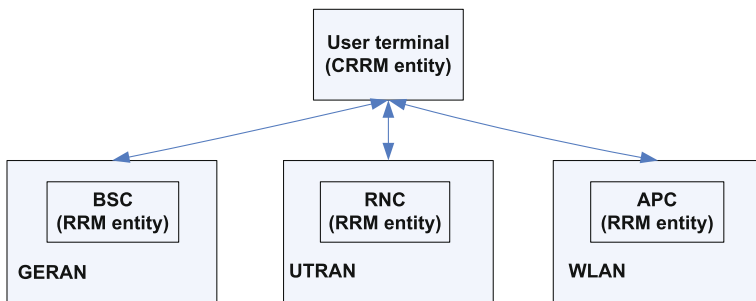 User terminal
(CRRM entity)
BSC
(RRM entity)
GERAN
RNC
(RRM entity)
UTRAN
APC
(RRM entity)
WLAN